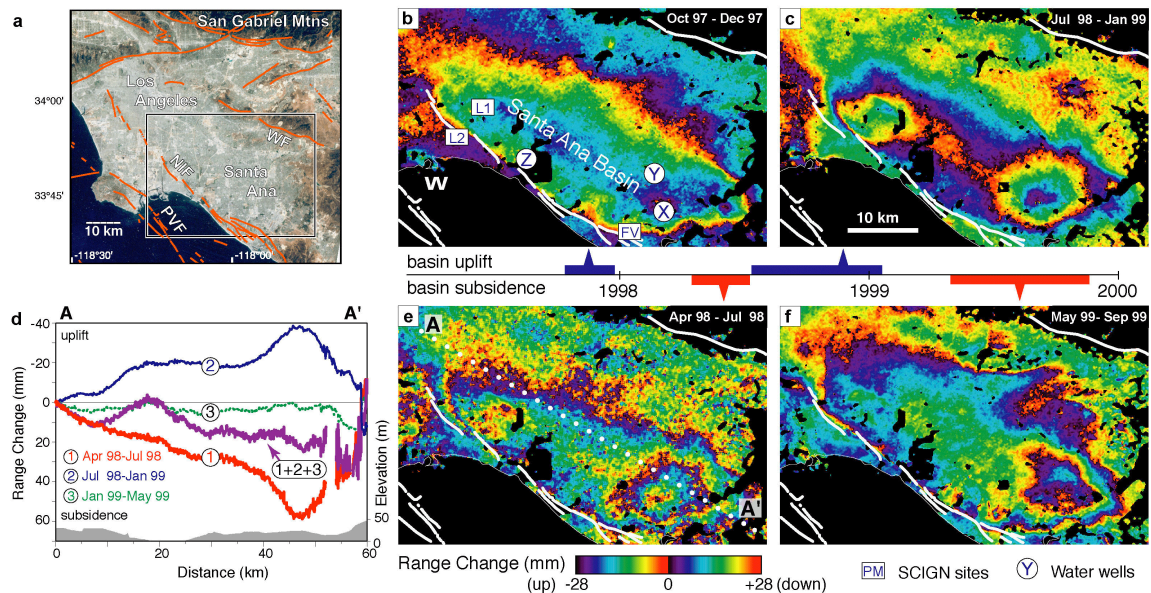 a
San Gabriel Mtns
Los
Angeles
34°00'
WF
NIF
Santa
Ana
33°45'
PVF
10 km
-118°30'
-118°00'
b
Oct 97 - Dec 97
L1
L2
Santa Ana Basin
Z
Y
W
X
FV
c
Jul 98 - Jan 99
10 km
basin uplift
basin subsidence
1998
1999
2000
d
A
A'
-40
uplift
-20
0
20
40
60
Range Change (mm)
2
3
1
1+2+3
1 Apr 98-Jul 98
2 Jul 98-Jan 99
3 Jan 99-May 99
subsidence
50
0
Elevation (m)
0
20
40
60
Distance (km)
e
Apr 98 - Jul 98
A
A'
f
May 99- Sep 99
Range Change (mm)
(up) -28
0
+28 (down)
PM SCIGN sites
Y Water wells